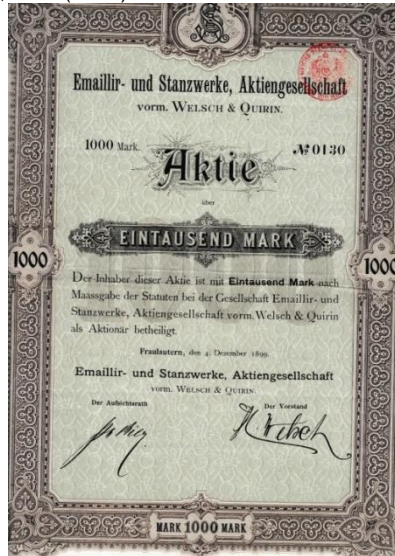 Emaillir- und Stanzwerke, Aktiengesellschaft
vorm. WELSCH & QUIRIN.
1000 Mark.
№ 0130
Aktie
über
EINTAUSEND MARK
1000
1000
Der Inhaber dieser Aktie ist mit Eintausend Mark nach
Maassgabe der Statuten bei der Gesellschaft Emaillir- und
Stanzwerke, Aktiengesellschaft vorm. Welsch & Quirin
als Aktionär betheiligt.
Fraulautern, den 4. Dezember 1899.
Emaillir- und Stanzwerke, Aktiengesellschaft
VORM. WELSCH & QUIRIN.
Der Aufsichtsrath
Der Vorstand
H. Welsch
MARK 1000 MARK